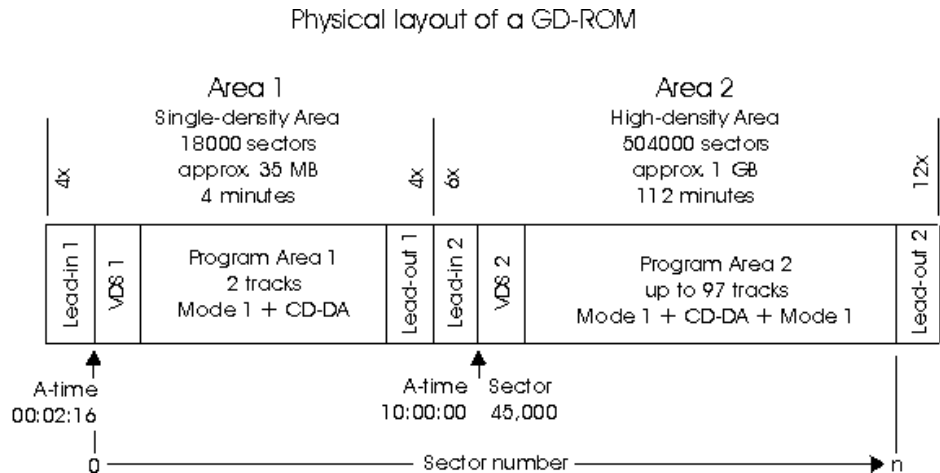 Physical layout of a GD-ROM
Area 1
Single-density Area
18000 sectors
approx. 35 MB
4 minutes
4x
4x
Area 2
High-density Area
504000 sectors
approx. 1 GB
112 minutes
6x
12x
Lead-in 1
VDS 1
Program Area 1
2 tracks
Mode 1 + CD-DA
Lead-out 1
Lead-in 2
VDS 2
Program Area 2
up to 97 tracks
Mode 1 + CD-DA + Mode 1
Lead-out 2
A-time
00:02:16
A-time
10:00:00
Sector
45,000
0
Sector number
n